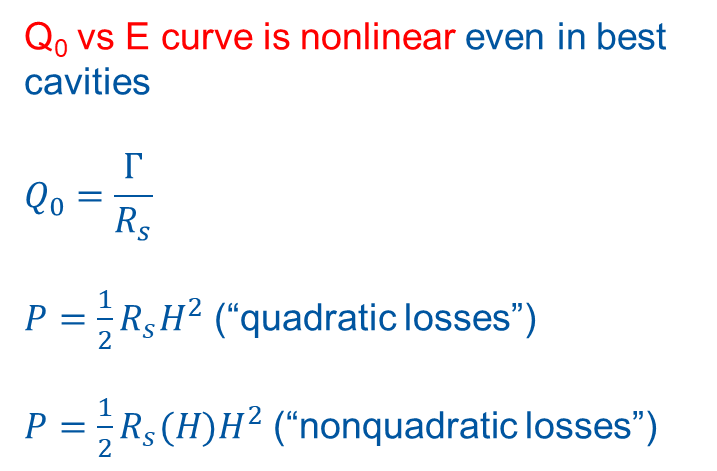 Q₀ vs E curve is nonlinear even in best
cavities
Q₀ = Γ / Rₛ
P = ½ RₛH² (“quadratic losses”)
P = ½ Rₛ(H)H² (“nonquadratic losses”)